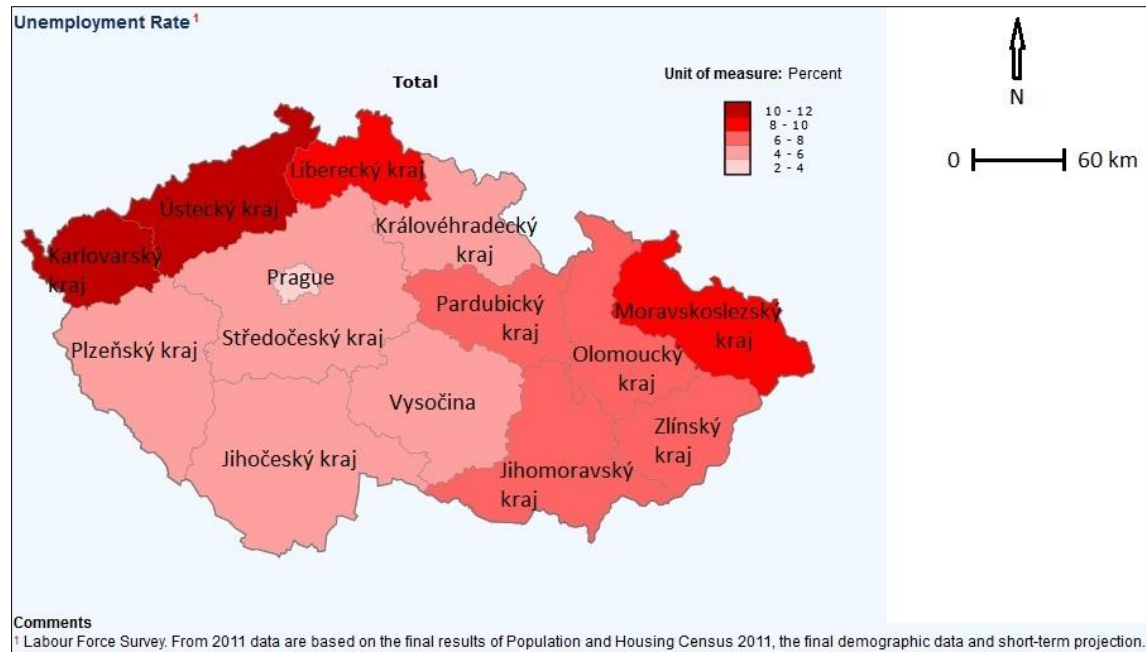 Unemployment Rate 1
Total
Unit of measure: Percent
10 - 12
8 - 10
6 - 8
4 - 6
2 - 4
N
0 60 km
Liberecký kraj
Ústecký kraj
Královéhradecký
kraj
Karlovarský
kraj
Prague
Pardubický
kraj
Moravskoslezský
kraj
Středočeský kraj
Plzeňský kraj
Olomoucký
kraj
Vysočina
Zlínský
kraj
Jihočeský kraj
Jihomoravský
kraj
Comments
1 Labour Force Survey. From 2011 data are based on the final results of Population and Housing Census 2011, the final demographic data and short-term projection.